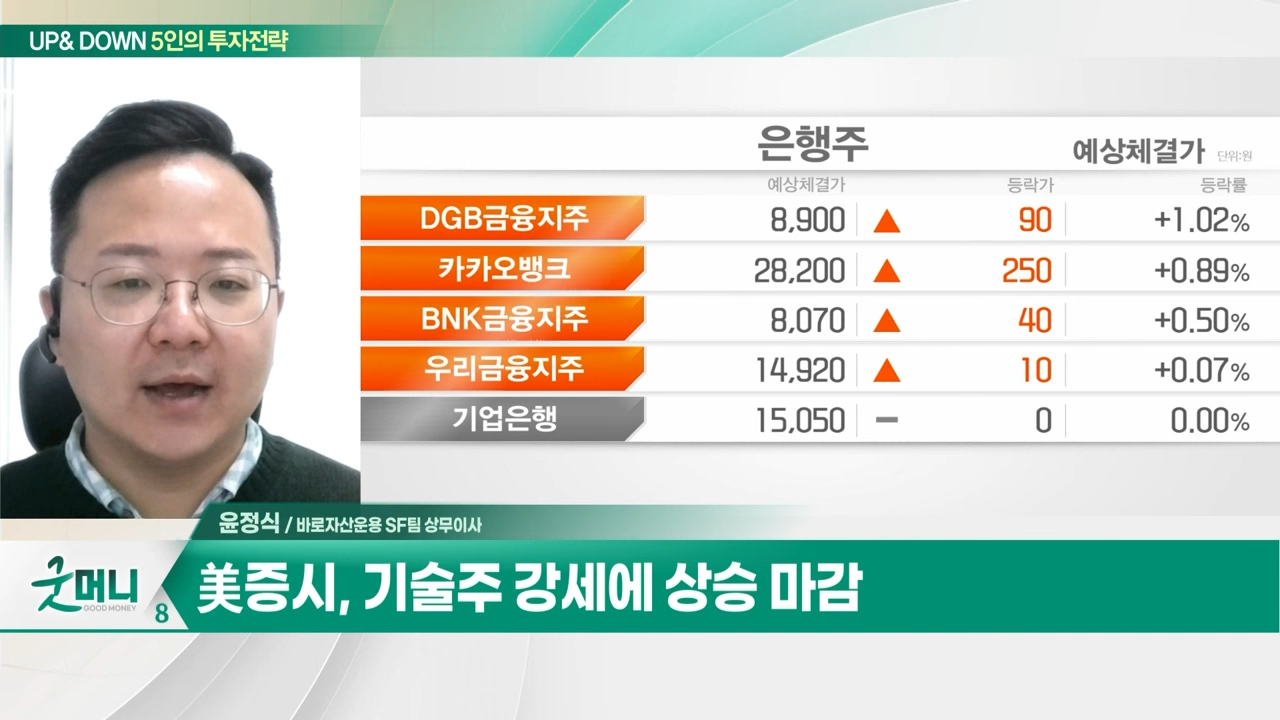 UP& DOWN 5인의 투자전략
은행주
예상체결가 단위:원
예상체결가 등락가 등락률
DGB금융지주 8,900 ▲ 90 +1.02%
카카오뱅크 28,200 ▲ 250 +0.89%
BNK금융지주 8,070 ▲ 40 +0.50%
우리금융지주 14,920 ▲ 10 +0.07%
기업은행 15,050 - 0 0.00%
윤정식 / 바로자산운용 SF팀 상무이사
굿머니
GOOD MONEY
8
美증시, 기술주 강세에 상승 마감